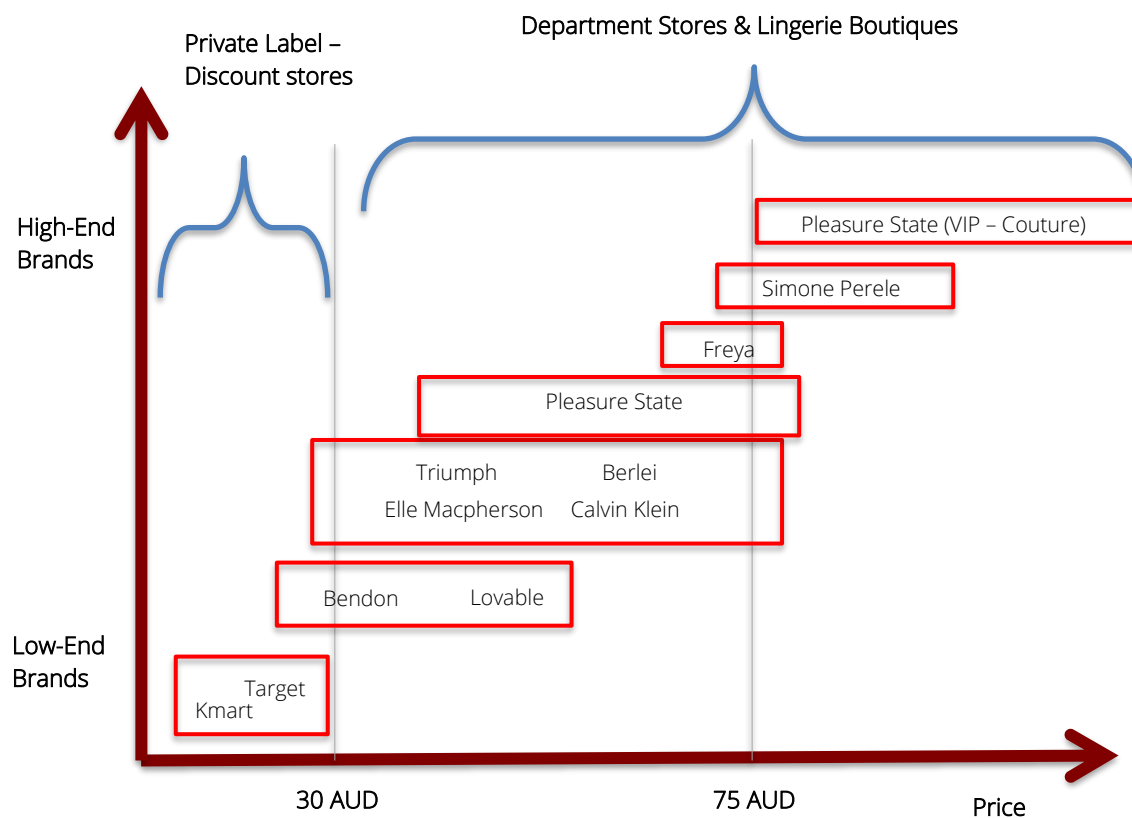 Department Stores & Lingerie Boutiques
Private Label –
Discount stores
High-End
Brands
Pleasure State (VIP – Couture)
Simone Perele
Freya
Pleasure State
Triumph
Berlei
Elle Macpherson
Calvin Klein
Bendon
Lovable
Low-End
Brands
Target
Kmart
30 AUD
75 AUD
Price